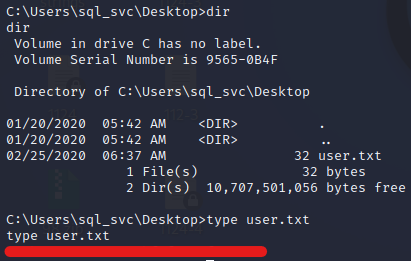 C:\Users\sql_svc\Desktop>dir
dir
 Volume in drive C has no label.
 Volume Serial Number is 9565-0B4F

 Directory of C:\Users\sql_svc\Desktop

01/20/2020  05:42 AM    <DIR>          .
01/20/2020  05:42 AM    <DIR>          ..
02/25/2020  06:37 AM                32 user.txt
               1 File(s)             32 bytes
               2 Dir(s)  10,707,501,056 bytes free

C:\Users\sql_svc\Desktop>type user.txt
type user.txt